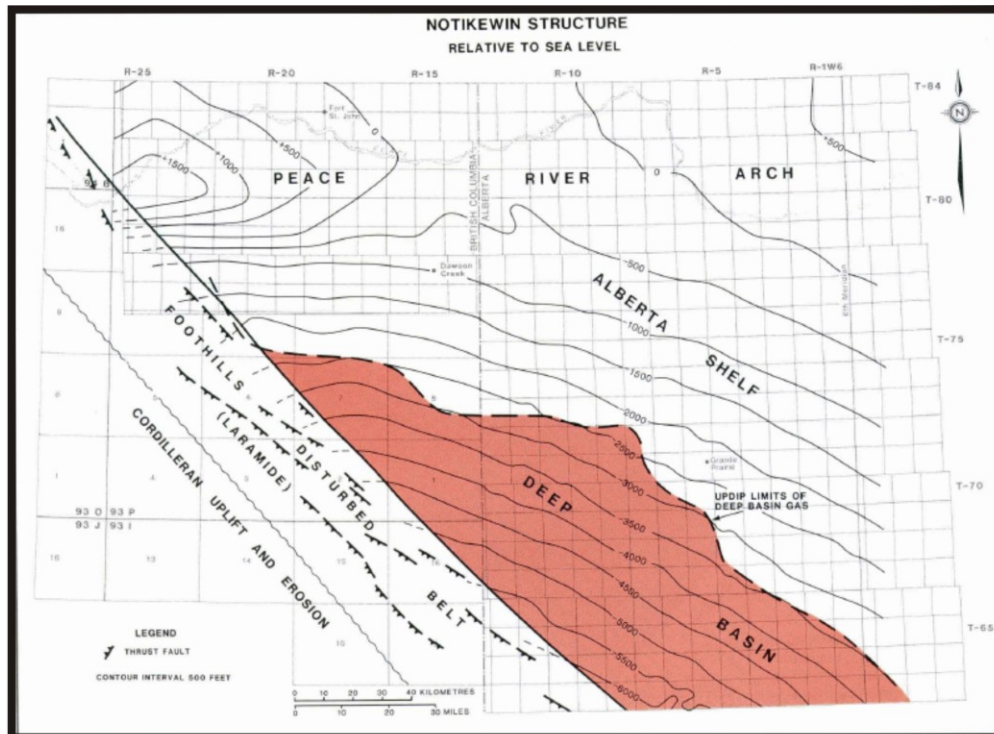 NOTIKEWIN STRUCTURE
RELATIVE TO SEA LEVEL
R-25 R-20 R-15 R-10 R-5 R-1W6
T-84
N
Fort
St. John
0
+500
+1000
+1500
+500
0
PEACE RIVER ARCH
T-80
BRITISH COLUMBIA
ALBERTA
Dawson
Creek
-500
ALBERTA
SHELF
6th Meridian
-1000
T-75
-1500
FOOTHILLS
(LARAMIDE)
DISTURBED
BELT
-2000
-2500
Grande
Prairie
CORDILLERAN UPLIFT AND EROSION
DEEP
BASIN
-3000
T-70
UPDIP LIMITS OF
DEEP BASIN GAS
-3500
93 O 93 P
93 J 93 I
-4000
-4500
-5000
-5500
-6000
T-65
LEGEND
THRUST FAULT
CONTOUR INTERVAL 500 FEET
0 10 20 30 40 KILOMETRES
0 10 20 30 MILES